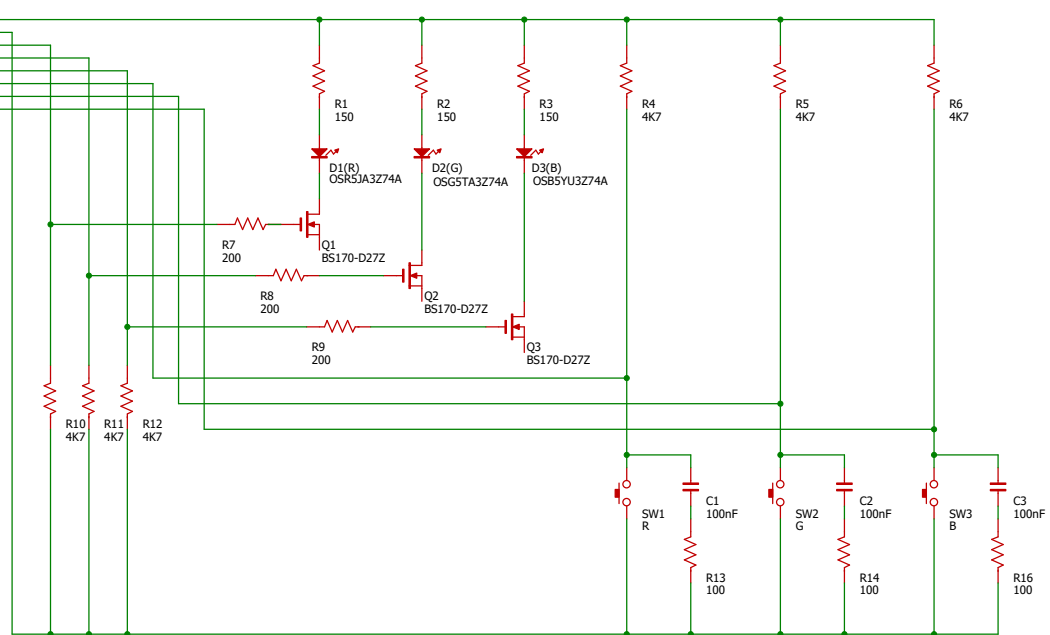 R1
150
R2
150
R3
150
R4
4K7
R5
4K7
R6
4K7
D1(R)
OSR5JA3Z74A
D2(G)
OSG5TA3Z74A
D3(B)
OSB5YU3Z74A
R7
200
Q1
BS170-D27Z
R8
200
Q2
BS170-D27Z
R9
200
Q3
BS170-D27Z
R10
4K7
R11
4K7
R12
4K7
SW1
R
C1
100nF
SW2
G
C2
100nF
SW3
B
C3
100nF
R13
100
R14
100
R16
100